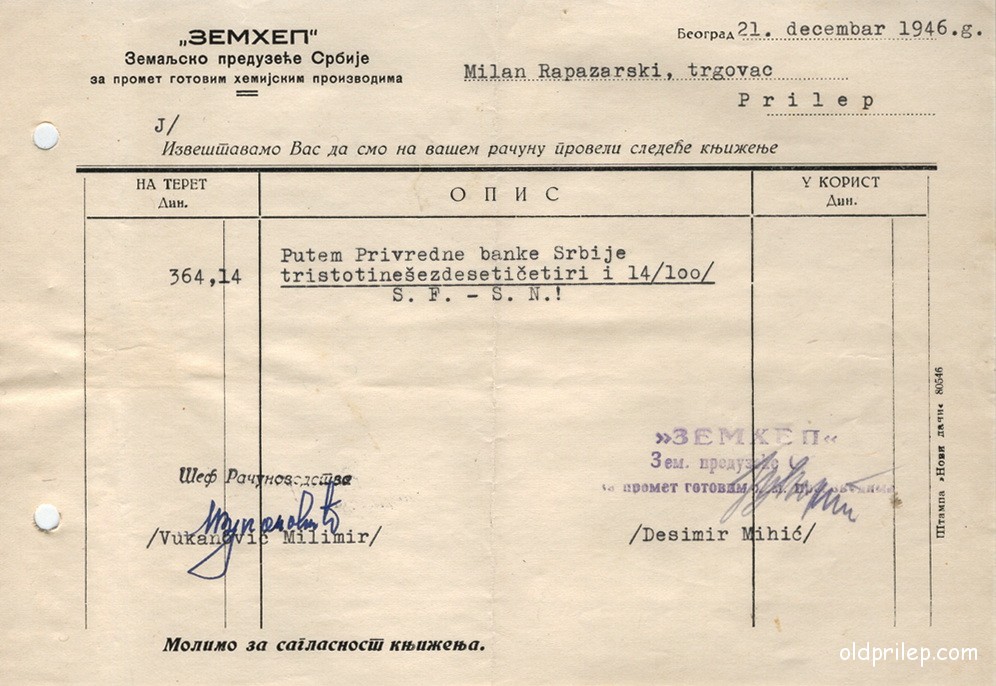 „ЗЕМХЕП"
Земаљско предузеће Србије
за промет готовим хемијским производима
Београд 21. decembar 1946.g.
Milan Rapazarski, trgovac
Prilep
J/
Извештавамо Вас да смо на вашем рачуну провели следеће књижење
НА ТЕРЕТ
Дин.
ОПИС
У КОРИСТ
Дин.
364,14
Putem Privredne banke Srbije
tristotinešezdesetičetiri i 14/100/
S. F. - S. N.!
»ЗЕМХЕП«
Зем. предузеће
за промет готовим
Шеф Рачуноводства
/Vukanović Milimir/
/Desimir Mihić/
Молимо за сагласност књижења.
Штампа »Нови дани« 80546
oldprilep.com